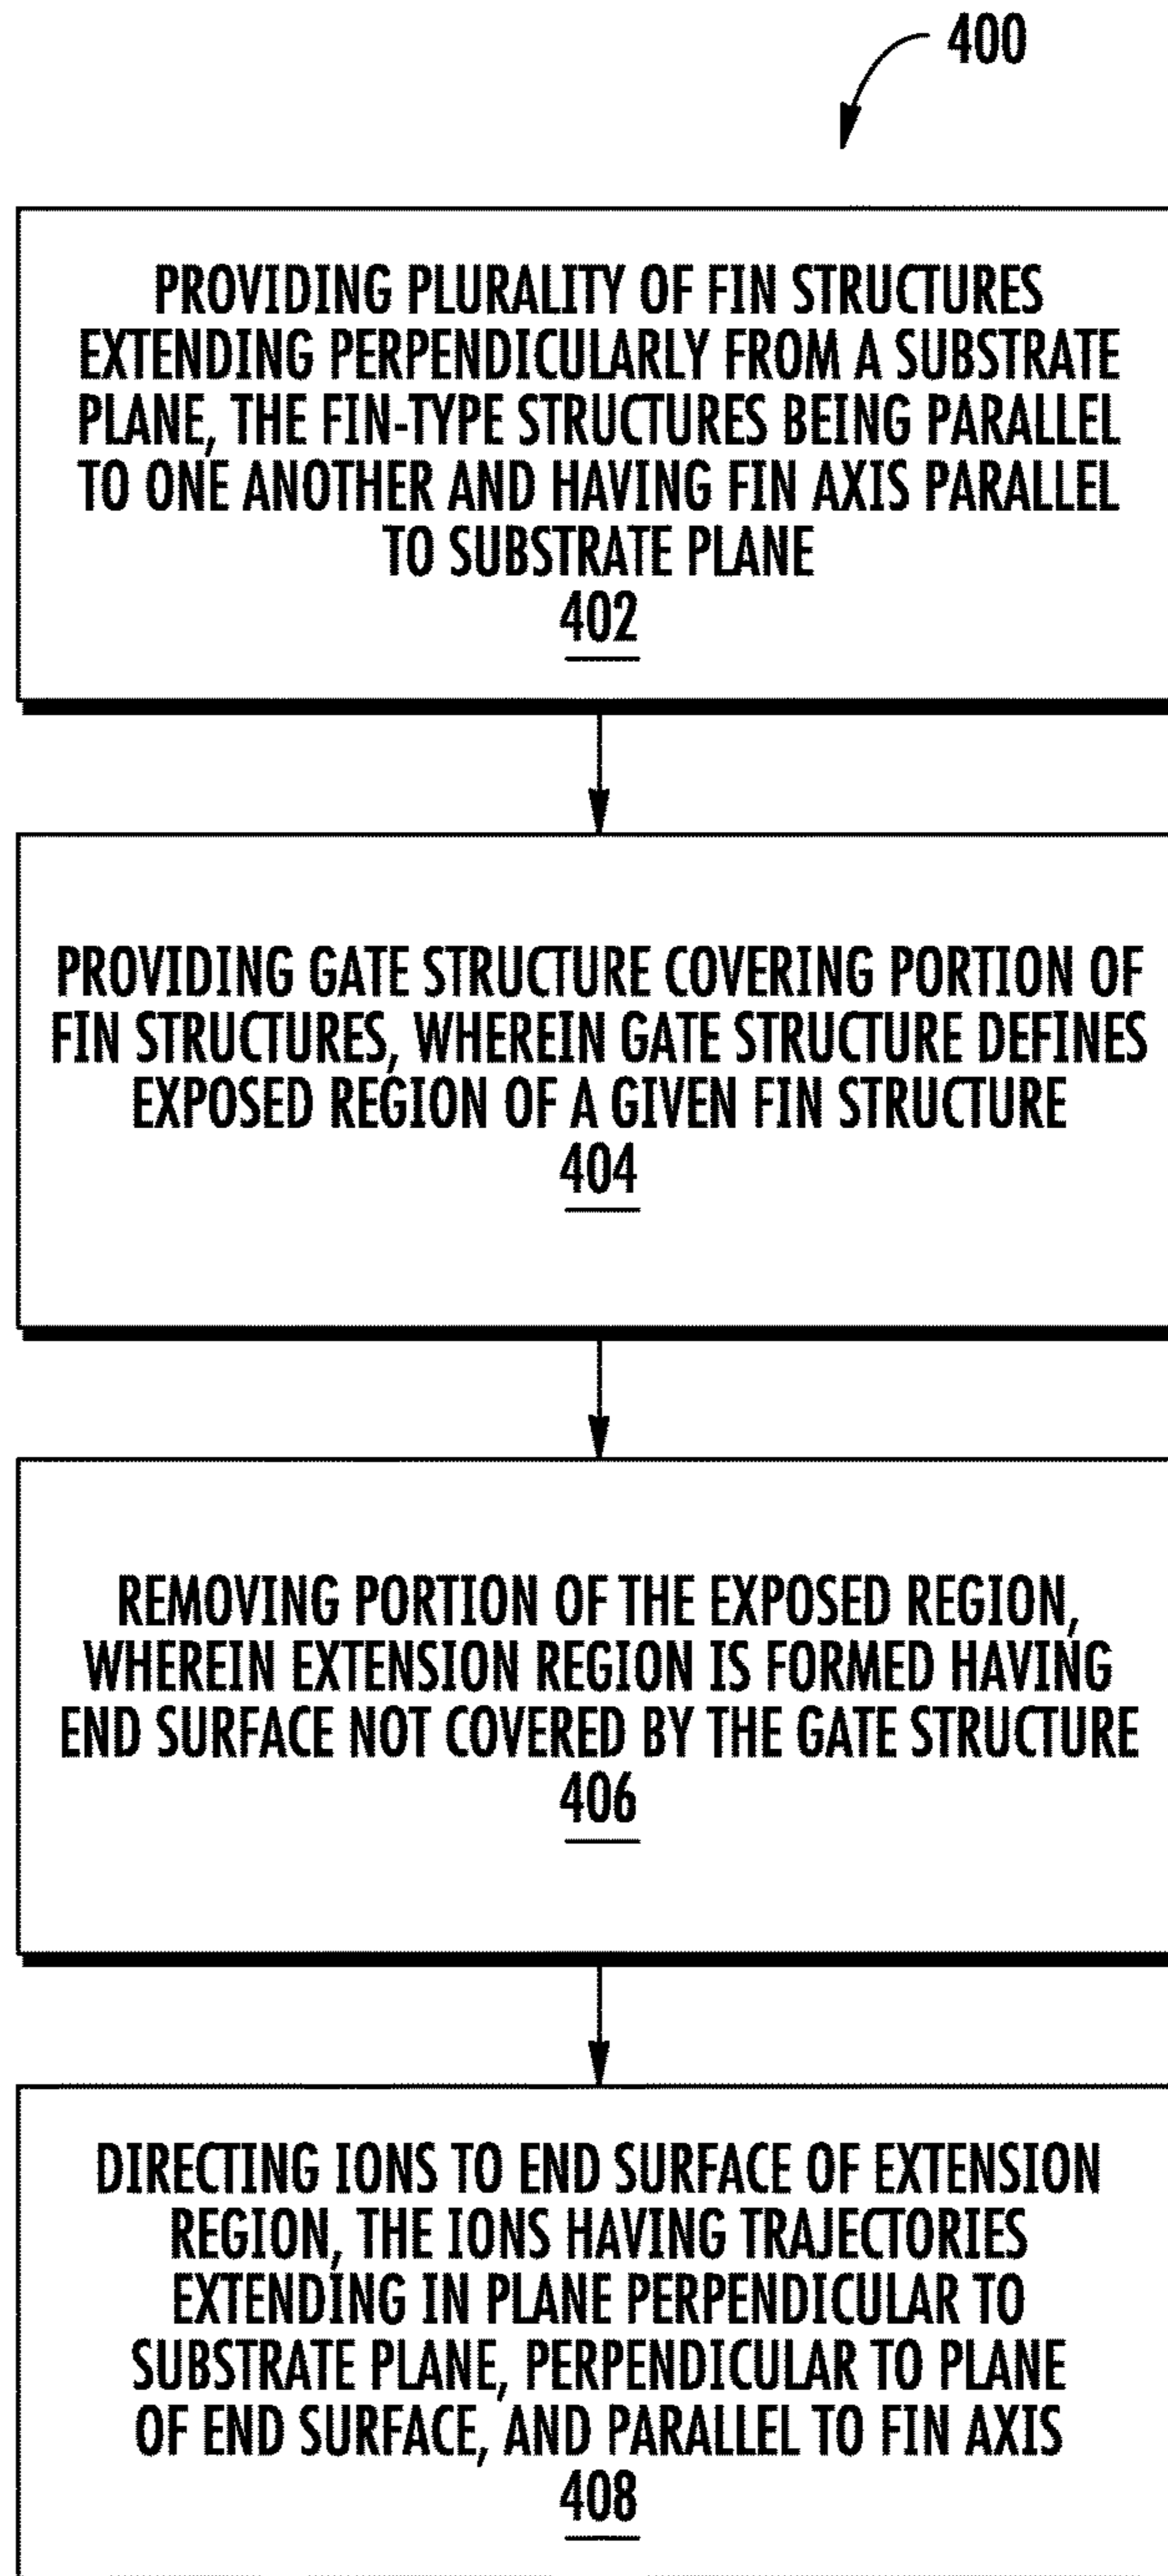 400
PROVIDING PLURALITY OF FIN STRUCTURES
EXTENDING PERPENDICULARLY FROM A SUBSTRATE
PLANE, THE FIN-TYPE STRUCTURES BEING PARALLEL
TO ONE ANOTHER AND HAVING FIN AXIS PARALLEL
TO SUBSTRATE PLANE
402
PROVIDING GATE STRUCTURE COVERING PORTION OF
FIN STRUCTURES, WHEREIN GATE STRUCTURE DEFINES
EXPOSED REGION OF A GIVEN FIN STRUCTURE
404
REMOVING PORTION OF THE EXPOSED REGION,
WHEREIN EXTENSION REGION IS FORMED HAVING
END SURFACE NOT COVERED BY THE GATE STRUCTURE
406
DIRECTING IONS TO END SURFACE OF EXTENSION
REGION, THE IONS HAVING TRAJECTORIES
EXTENDING IN PLANE PERPENDICULAR TO
SUBSTRATE PLANE, PERPENDICULAR TO PLANE
OF END SURFACE, AND PARALLEL TO FIN AXIS
408